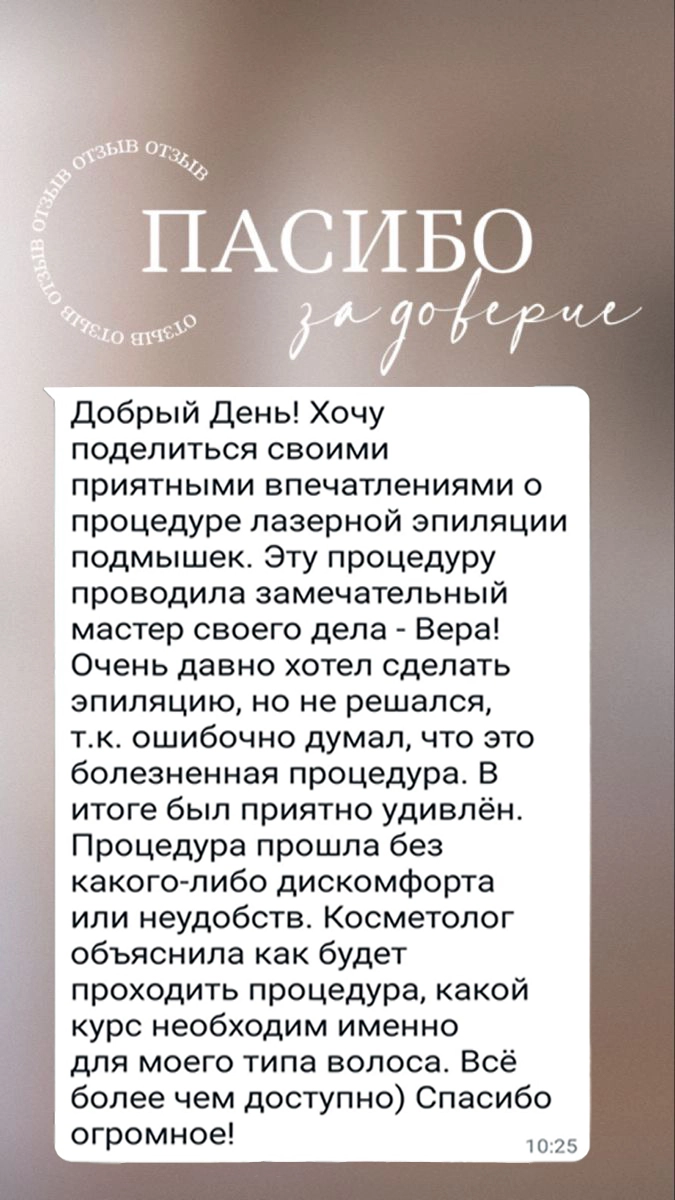 ОТЗЫВ ОТЗЫВ ОТЗЫВ ОТЗЫВ ОТЗЫВ ОТЗЫВ ОТЗЫВ
ПАСИБО
за доверие
Добрый День! Хочу
поделиться своими
приятными впечатлениями о
процедуре лазерной эпиляции
подмышек. Эту процедуру
проводила замечательный
мастер своего дела - Вера!
Очень давно хотел сделать
эпиляцию, но не решался,
т.к. ошибочно думал, что это
болезненная процедура. В
итоге был приятно удивлён.
Процедура прошла без
какого-либо дискомфорта
или неудобств. Косметолог
объяснила как будет
проходить процедура, какой
курс необходим именно
для моего типа волоса. Всё
более чем доступно) Спасибо
огромное!
10:25